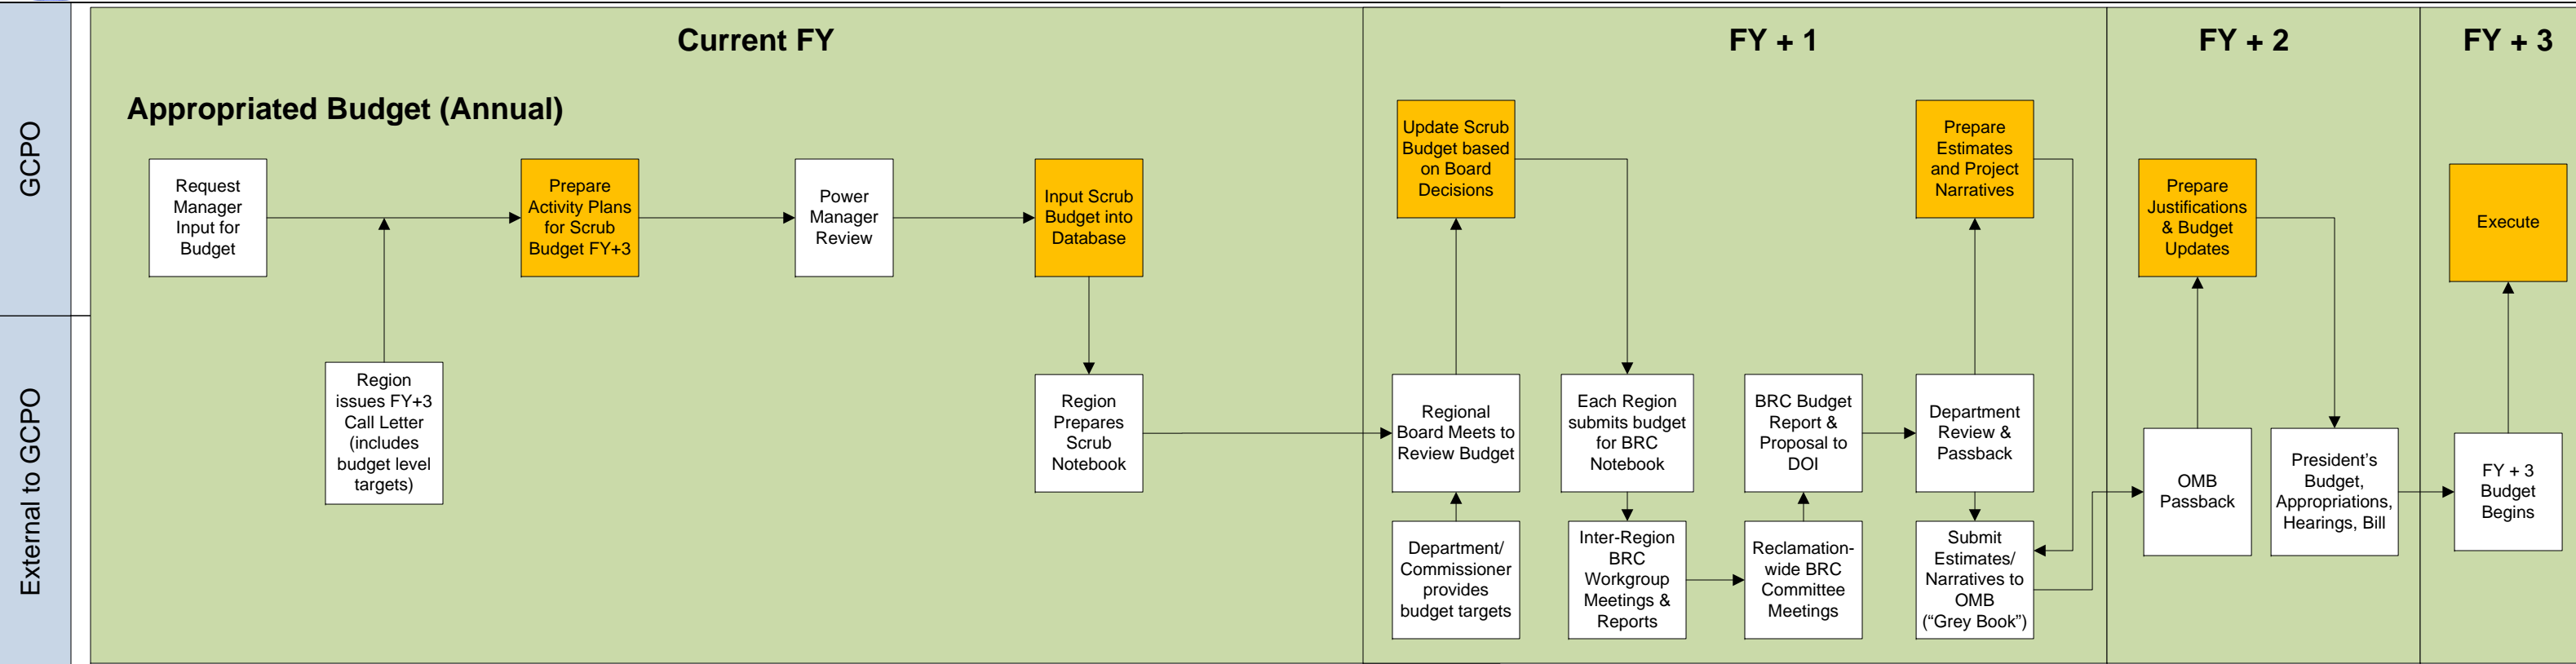 GCPO
External to GCPO
Current FY
FY + 1
FY + 2
FY + 3
Appropriated Budget (Annual)
Request
Manager
Input for
Budget
Region
issues FY+3
Call Letter
(includes
budget level
targets)
Prepare
Activity Plans
for Scrub
Budget FY+3
Power
Manager
Review
Input Scrub
Budget into
Database
Region
Prepares
Scrub
Notebook
Update Scrub
Budget based
on Board
Decisions
Regional
Board Meets to
Review Budget
Department/
Commissioner
provides
budget targets
Each Region
submits budget
for BRC
Notebook
Inter-Region
BRC
Workgroup
Meetings &
Reports
BRC Budget
Report &
Proposal to
DOI
Reclamation-
wide BRC
Committee
Meetings
Prepare
Estimates
and Project
Narratives
Department
Review &
Passback
Submit
Estimates/
Narratives to
OMB
(“Grey Book”)
Prepare
Justifications
& Budget
Updates
OMB
Passback
President’s
Budget,
Appropriations,
Hearings, Bill
Execute
FY + 3
Budget
Begins